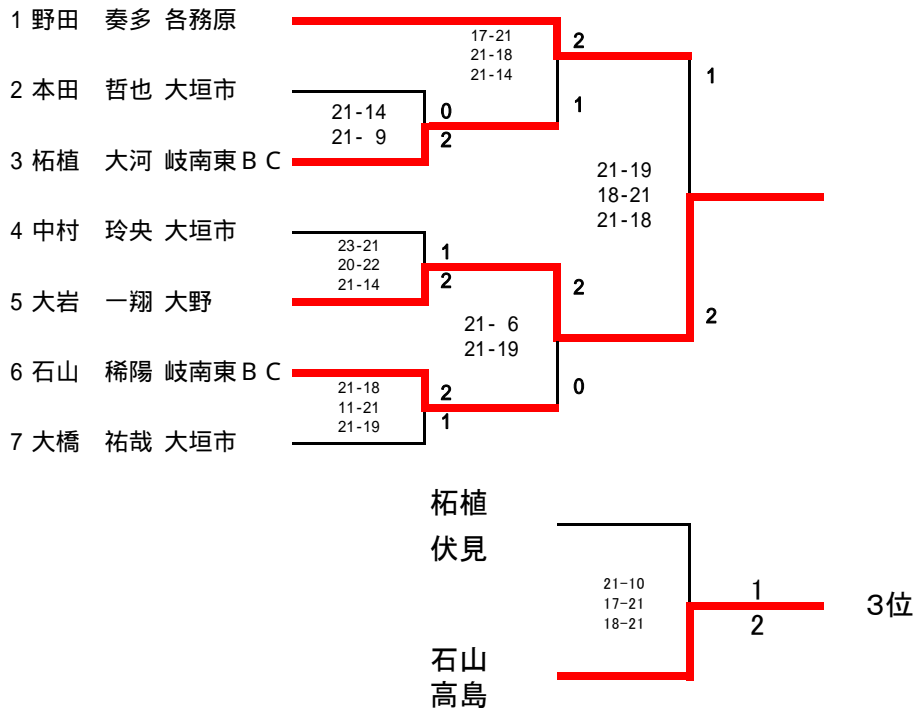 1 野田　奏多 各務原
17-21
21-18
21-14
2
1
2 本田　哲也 大垣市
21-14
21- 9
0
2
1
3 柘植　大河 岐南東ＢＣ
21-19
18-21
21-18
4 中村　玲央 大垣市
23-21
20-22
21-14
1
2
5 大岩　一翔 大野
2
21- 6
21-19
2
6 石山　稀陽 岐南東ＢＣ
21-18
11-21
21-19
2
1
0
7 大橋　祐哉 大垣市
柘植
伏見
21-10
17-21
18-21
1
2
３位
石山
高島